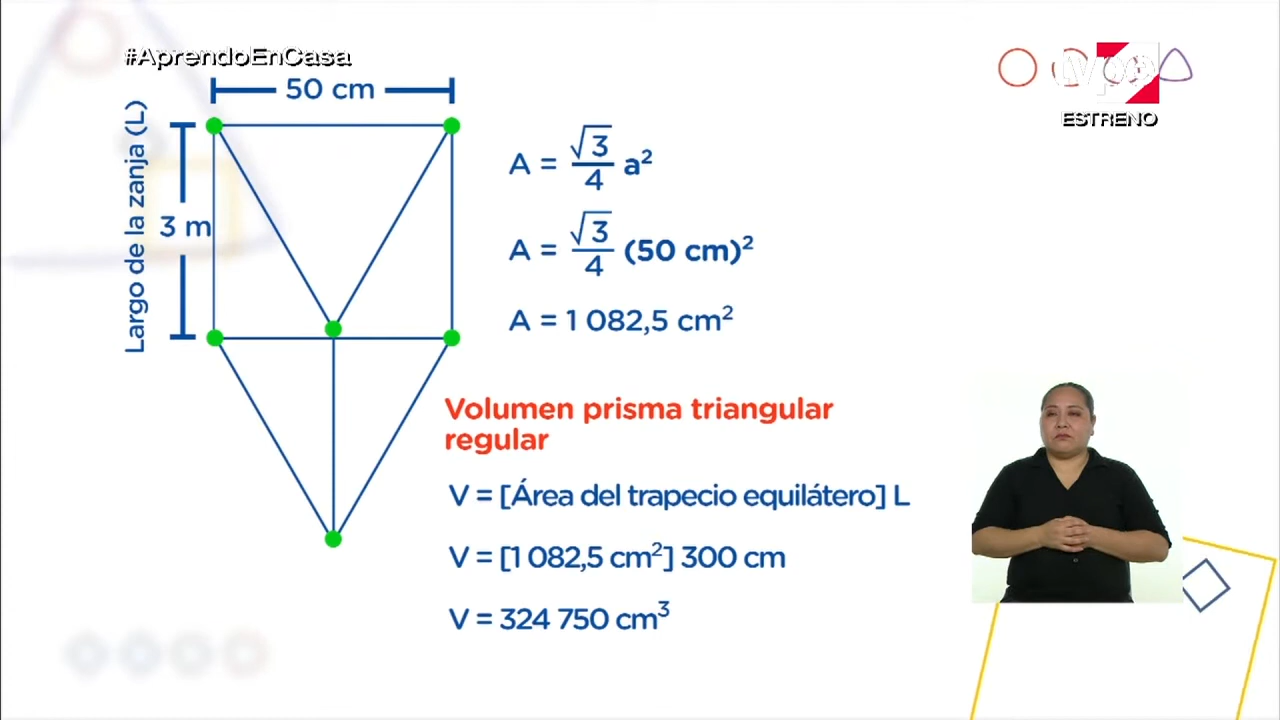 #AprendoEnCasa
tvperú
ESTRENO
50 cm
Largo de la zanja (L)
3 m
A = √3/4 a²
A = √3/4 (50 cm)²
A = 1 082,5 cm²
Volumen prisma triangular
regular
V = [Área del trapecio equilátero] L
V = [1 082,5 cm²] 300 cm
V = 324 750 cm³